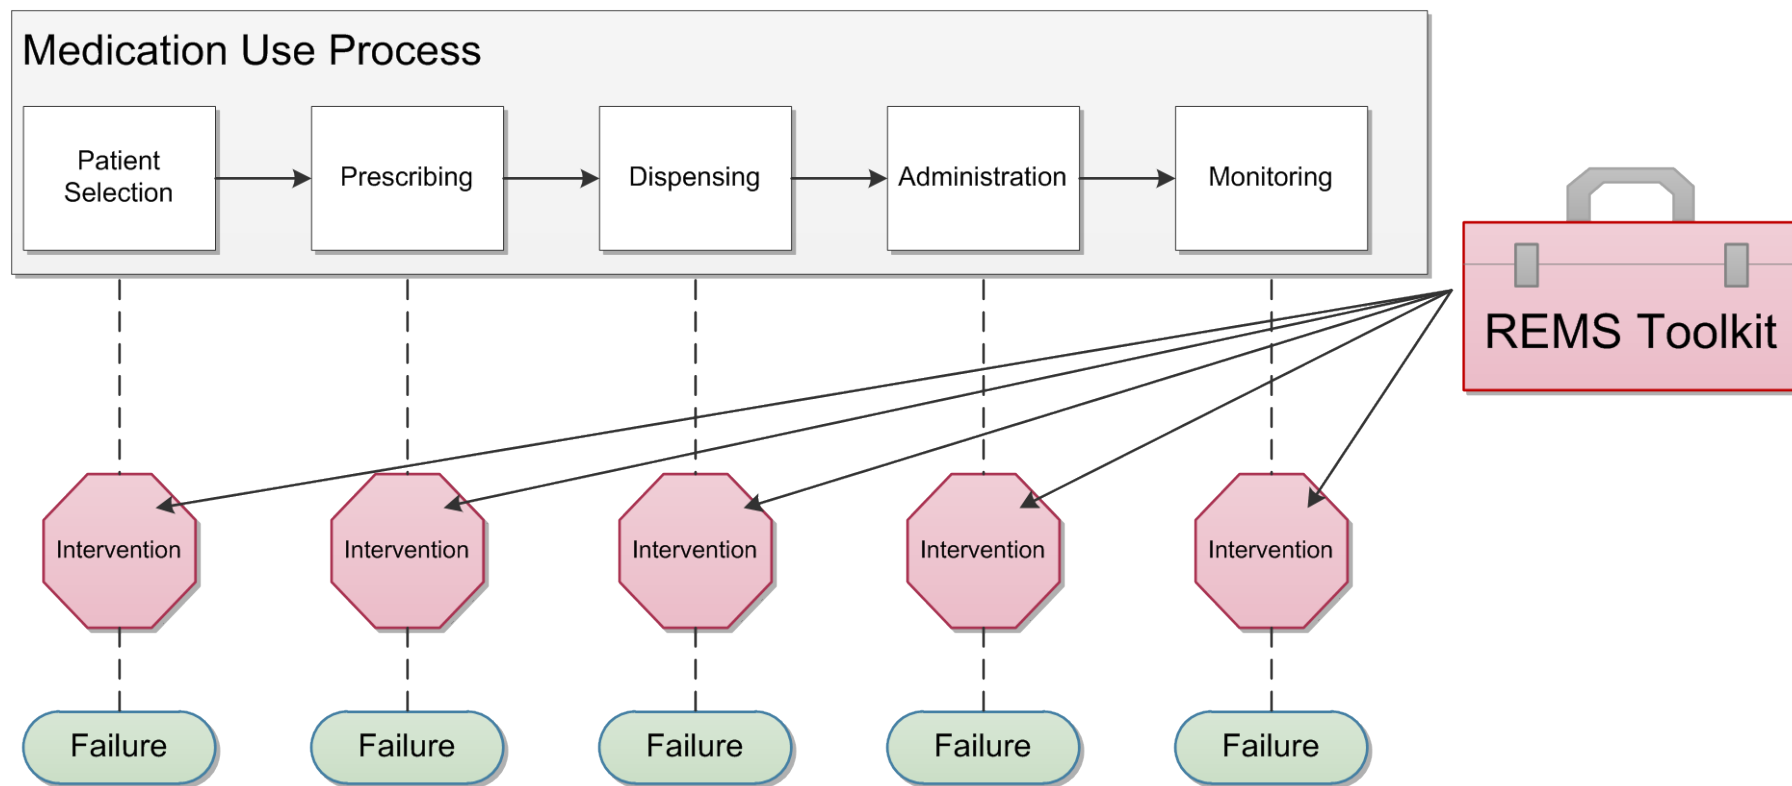 Medication Use Process
Patient
Selection
Prescribing
Dispensing
Administration
Monitoring
REMS Toolkit
Intervention
Intervention
Intervention
Intervention
Intervention
Failure
Failure
Failure
Failure
Failure